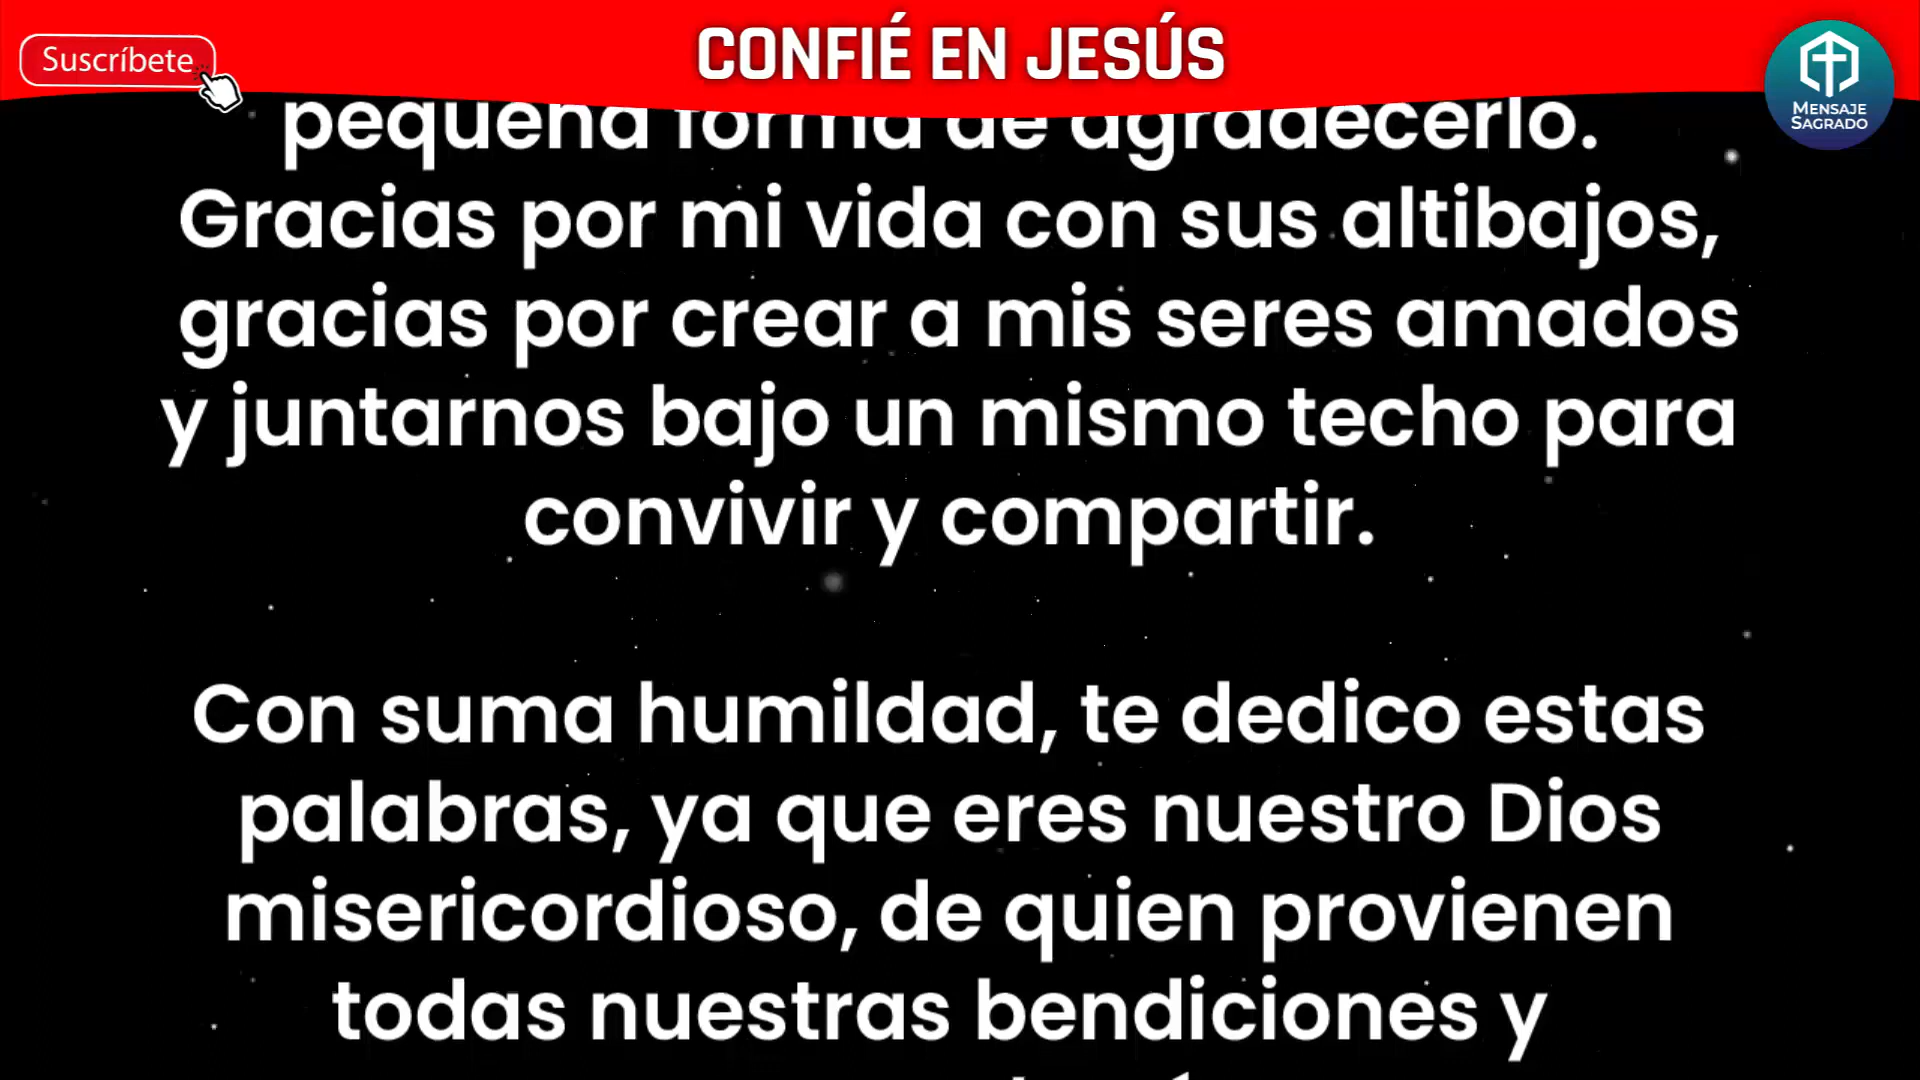 Suscríbete
CONFIÉ EN JESÚS
MENSAJE
SAGRADO
pequeña forma de agradecerlo.
Gracias por mi vida con sus altibajos,
gracias por crear a mis seres amados
y juntarnos bajo un mismo techo para
convivir y compartir.
Con suma humildad, te dedico estas
palabras, ya que eres nuestro Dios
misericordioso, de quien provienen
todas nuestras bendiciones y